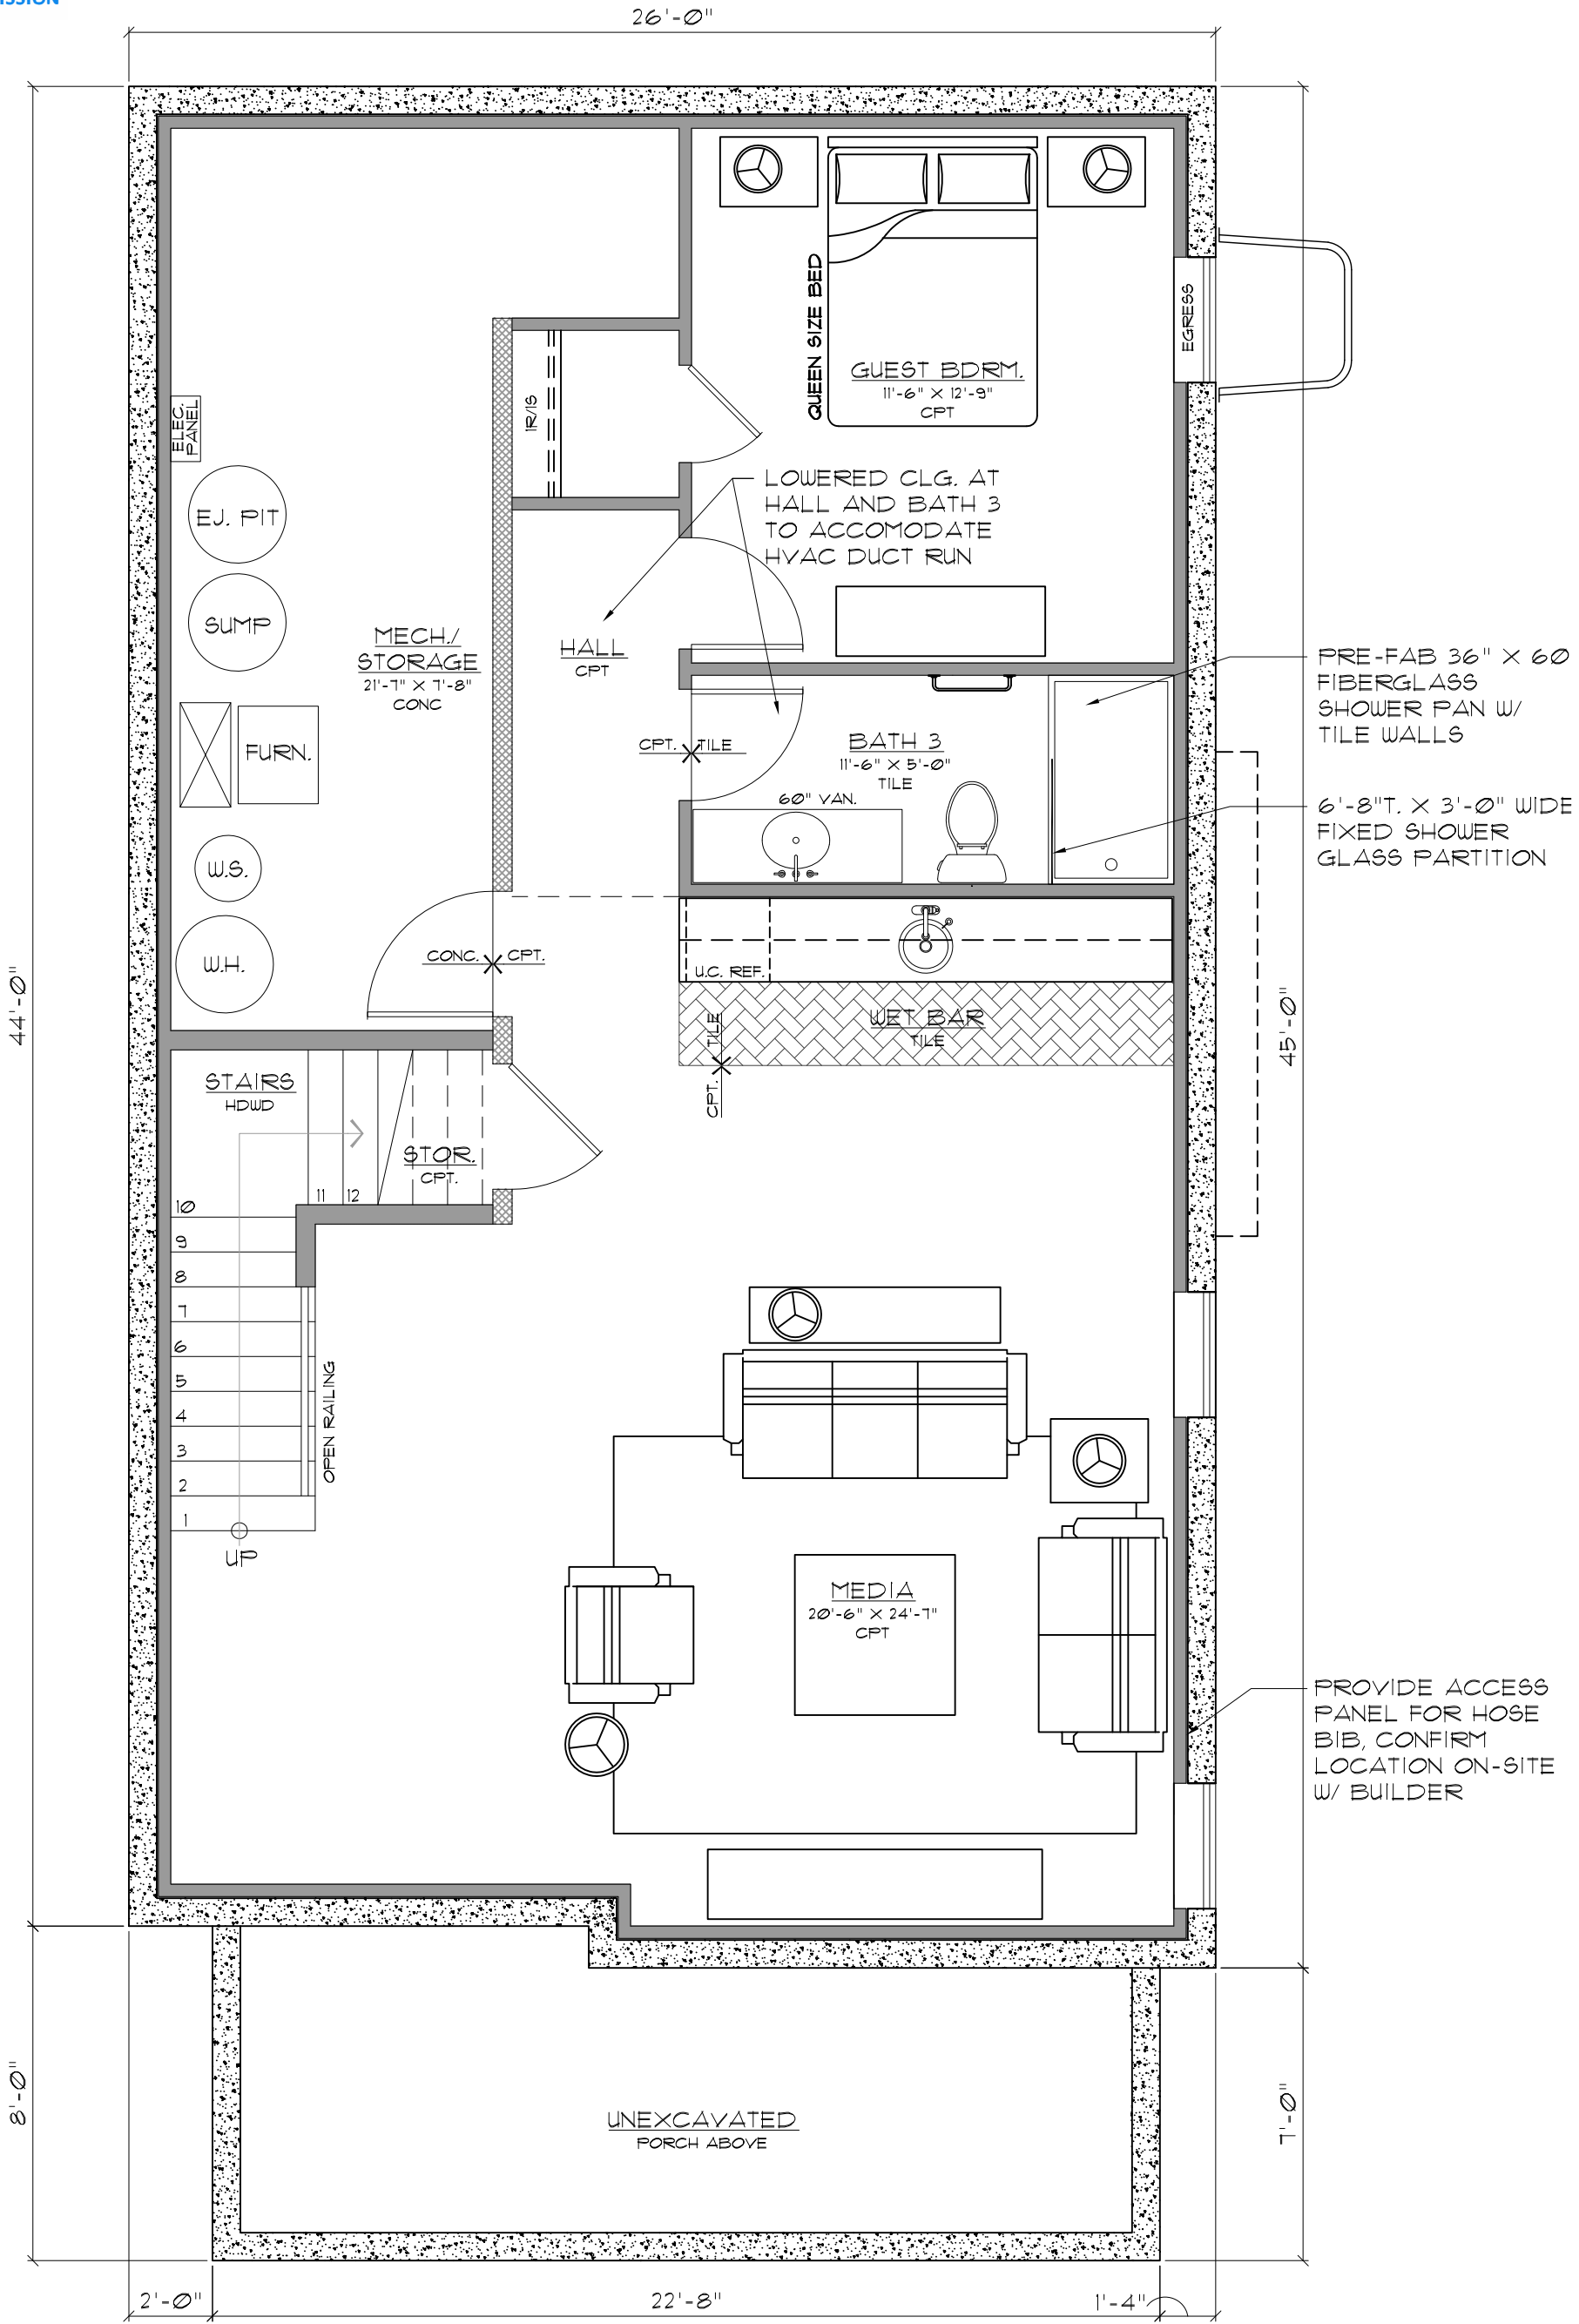 26'-0"
QUEEN SIZE BED
EGRESS
GUEST BDRM.
11'-6" X 12'-9"
CPT
1R/1S
ELEC.
PANEL
LOWERED CLG. AT
HALL AND BATH 3
TO ACCOMODATE
HVAC DUCT RUN
EJ. PIT
SUMP
MECH./
STORAGE
21'-7" X 7'-8"
CONC
HALL
CPT
PRE-FAB 36" X 60
FIBERGLASS
SHOWER PAN W/
TILE WALLS
FURN.
CPT. TILE
BATH 3
11'-6" X 5'-0"
TILE
60" VAN.
6'-8"T. X 3'-0" WIDE
FIXED SHOWER
GLASS PARTITION
W.S.
W.H.
CONC. CPT.
U.C. REF.
WET BAR
TILE
CPT. TILE
44'-0"
45'-0"
STAIRS
HDWD
STOR.
CPT.
11 12
10
9
8
7
6
5
4
3
2
1
UP
OPEN RAILING
MEDIA
20'-6" X 24'-7"
CPT
PROVIDE ACCESS
PANEL FOR HOSE
BIB, CONFIRM
LOCATION ON-SITE
W/ BUILDER
8'-0"
7'-0"
UNEXCAVATED
PORCH ABOVE
2'-0"
22'-8"
1'-4"